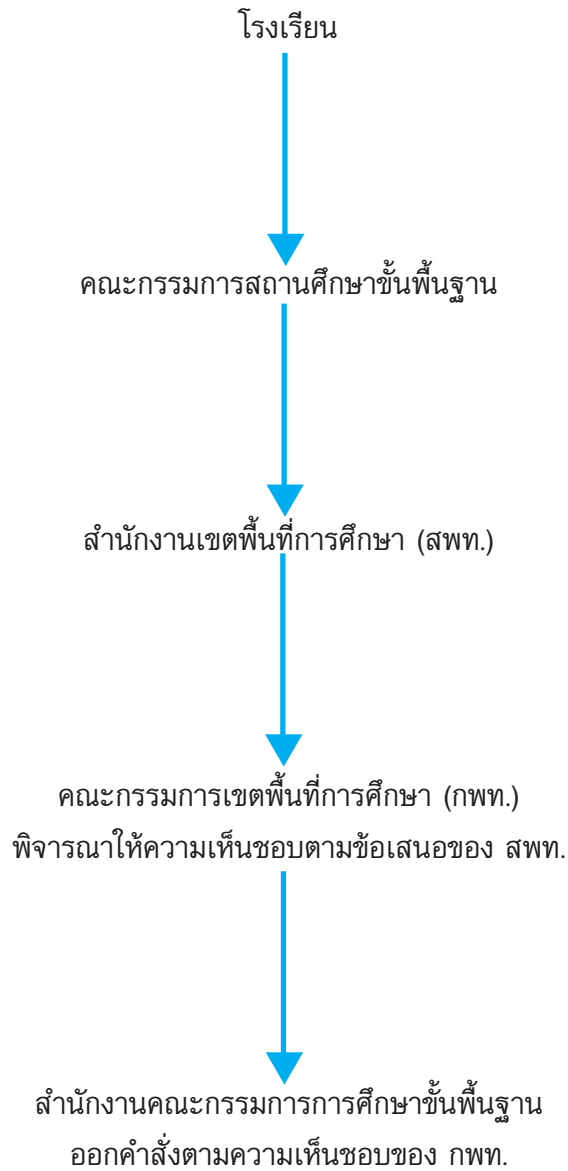 โรงเรียน
คณะกรรมการสถานศึกษาขั้นพื้นฐาน
สำนักงานเขตพื้นที่การศึกษา (สพท.)
คณะกรรมการเขตพื้นที่การศึกษา (กพท.)
พิจารณาให้ความเห็นชอบตามข้อเสนอของ สพท.
สำนักงานคณะกรรมการการศึกษาขั้นพื้นฐาน
ออกคำสั่งตามความเห็นชอบของ กพท.